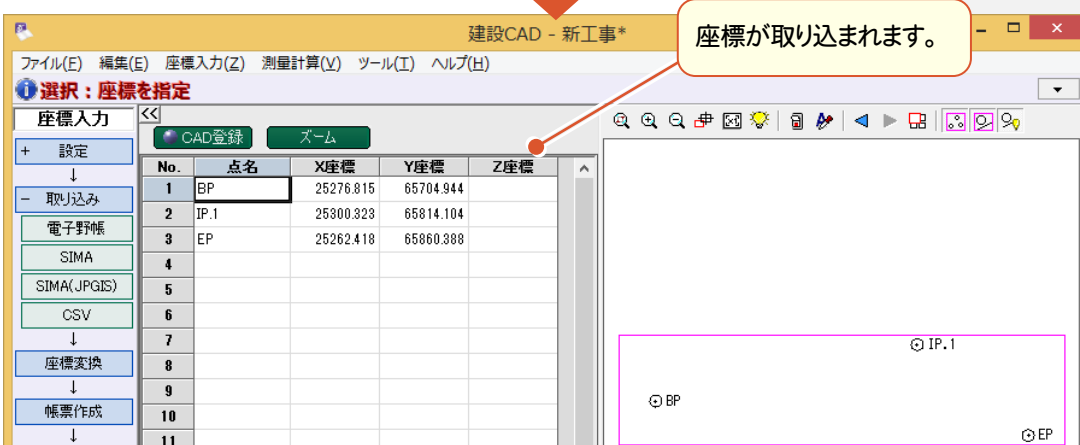 建設CAD - 新工事*
座標が取り込まれます。
ファイル(F) 編集(E) 座標入力(Z) 測量計算(V) ツール(T) ヘルプ(H)
選択：座標を指定
座標入力
<<
CAD登録 ズーム
+ 設定
↓
- 取り込み
電子野帳
SIMA
SIMA(JPGIS)
CSV
↓
座標変換
↓
帳票作成
↓
No. 点名 X座標 Y座標 Z座標
1 BP 25276.815 65704.944
2 IP.1 25300.323 65814.104
3 EP 25262.418 65860.388
4
5
6
7
8
9
10
11
IP.1
BP
EP